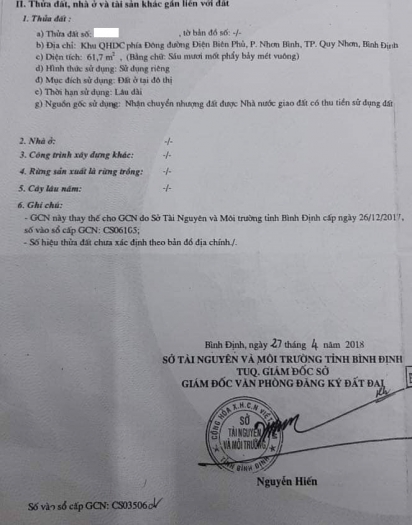 II. Thửa đất, nhà ở và tài sản khác gắn liền với đất
1. Thửa đất :
a) Thửa đất số: , tờ bản đồ số: -/-
b) Địa chỉ: Khu QHDC phía Đông đường Điện Biên Phủ, P. Nhơn Bình, TP. Quy Nhơn, Bình Định
c) Diện tích: 61,7 m², (Bằng chữ: Sáu mươi mốt phẩy bảy mét vuông)
d) Hình thức sử dụng: Sử dụng riêng
đ) Mục đích sử dụng: Đất ở tại đô thị
e) Thời hạn sử dụng: Lâu dài
g) Nguồn gốc sử dụng: Nhận chuyển nhượng đất được Nhà nước giao đất có thu tiền sử dụng đất
2. Nhà ở: -/-
3. Công trình xây dựng khác: -/-
4. Rừng sản xuất là rừng trồng: -/-
5. Cây lâu năm: -/-
6. Ghi chú:
- GCN này thay thế cho GCN do Sở Tài Nguyên và Môi trường tỉnh Bình Định cấp ngày 26/12/2017,
số vào sổ cấp GCN: CS06165;
- Số hiệu thửa đất chưa xác định theo bản đồ địa chính./.
Bình Định, ngày 27 tháng 4 năm 2018
SỞ TÀI NGUYÊN VÀ MÔI TRƯỜNG TỈNH BÌNH ĐỊNH
TUQ. GIÁM ĐỐC SỞ
GIÁM ĐỐC VĂN PHÒNG ĐĂNG KÝ ĐẤT ĐAI
CỘNG HÒA X.H.C.N VIỆT
SỞ
TÀI NGUYÊN
VÀ MÔI TRƯỜNG
TỈNH BÌNH ĐỊNH
Nguyễn Hiến
Số vào sổ cấp GCN: CS03506